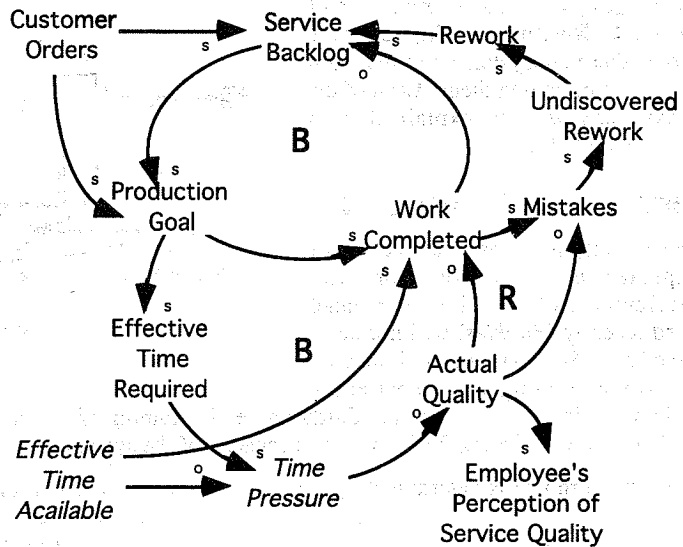 Customer
Orders
s
Service
Backlog
s
Rework
o
s
Undiscovered
Rework
B
s
s
s
Production
Goal
Work
Completed
s
s
Mistakes
s
o
o
s
R
Effective
Time
Required
B
Actual
Quality
o
Effective
Time
Acailable
s
o
Time
Pressure
s
Employee's
Perception of
Service Quality